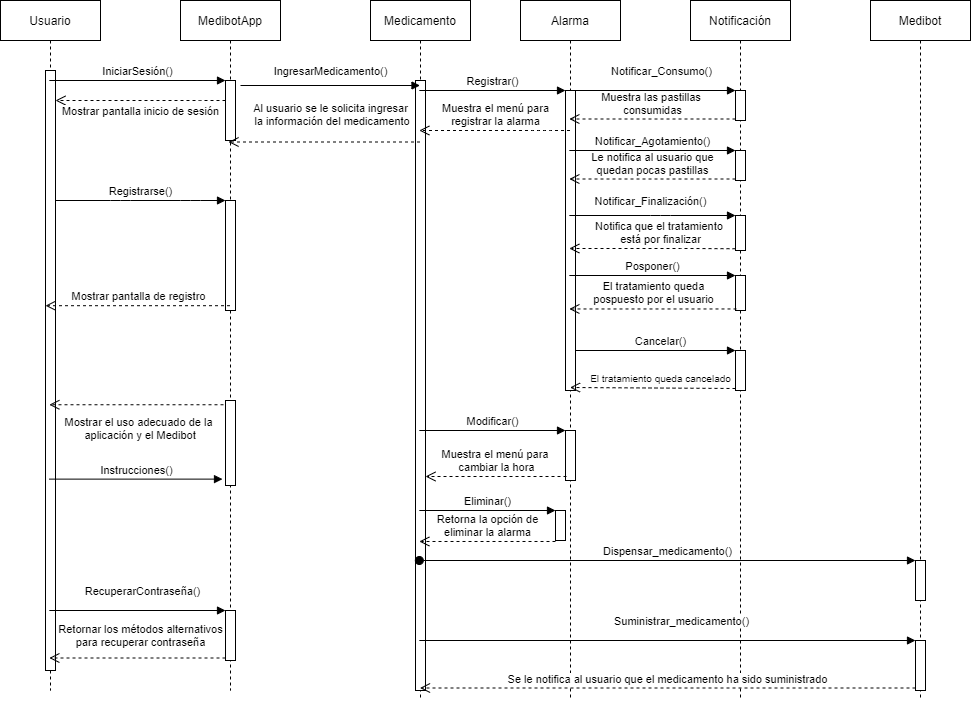 Usuario
MedibotApp
Medicamento
Alarma
Notificación
Medibot
IniciarSesión()
IngresarMedicamento()
Registrar()
Notificar_Consumo()
Mostrar pantalla inicio de sesión
Al usuario se le solicita ingresar
la información del medicamento
Muestra el menú para
registrar la alarma
Muestra las pastillas
consumidas
Notificar_Agotamiento()
Le notifica al usuario que
quedan pocas pastillas
Registrarse()
Notificar_Finalización()
Notifica que el tratamiento
está por finalizar
Posponer()
Mostrar pantalla de registro
El tratamiento queda
pospuesto por el usuario
Cancelar()
El tratamiento queda cancelado
Mostrar el uso adecuado de la
aplicación y el Medibot
Modificar()
Muestra el menú para
cambiar la hora
Instrucciones()
Eliminar()
Retorna la opción de
eliminar la alarma
Dispensar_medicamento()
RecuperarContraseña()
Suministrar_medicamento()
Retornar los métodos alternativos
para recuperar contraseña
Se le notifica al usuario que el medicamento ha sido suministrado